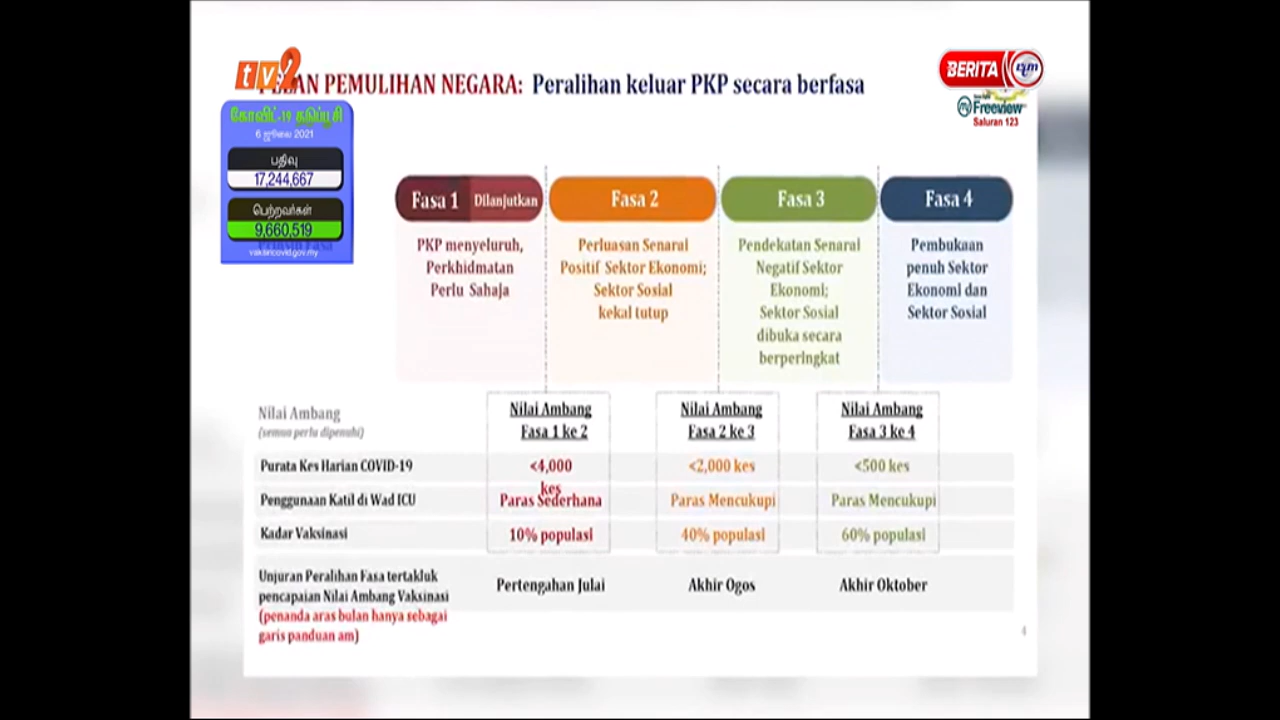 tv2
PELAN PEMULIHAN NEGARA: Peralihan keluar PKP secara berfasa
BERITA rtm
Freeview
Saluran 123
கோவிட்-19 தடுப்பூசி
6 ஜூலை 2021
பதிவு
17,244,667
பெற்றவர்கள்
9,660,519
Prinsip Fasa
vaksincovid.gov.my
Fasa 1 Dilanjutkan
PKP menyeluruh,
Perkhidmatan
Perlu Sahaja
Fasa 2
Perluasan Senarai
Positif Sektor Ekonomi;
Sektor Sosial
kekal tutup
Fasa 3
Pendekatan Senarai
Negatif Sektor
Ekonomi;
Sektor Sosial
dibuka secara
berperingkat
Fasa 4
Pembukaan
penuh Sektor
Ekonomi dan
Sektor Sosial
Nilai Ambang
(semua perlu dipenuhi)
Nilai Ambang
Fasa 1 ke 2
Nilai Ambang
Fasa 2 ke 3
Nilai Ambang
Fasa 3 ke 4
Purata Kes Harian COVID-19
<4,000
kes
<2,000 kes
<500 kes
Penggunaan Katil di Wad ICU
Paras Sederhana
Paras Mencukupi
Paras Mencukupi
Kadar Vaksinasi
10% populasi
40% populasi
60% populasi
Unjuran Peralihan Fasa tertakluk
pencapaian Nilai Ambang Vaksinasi
(penanda aras bulan hanya sebagai
garis panduan am)
Pertengahan Julai
Akhir Ogos
Akhir Oktober
4